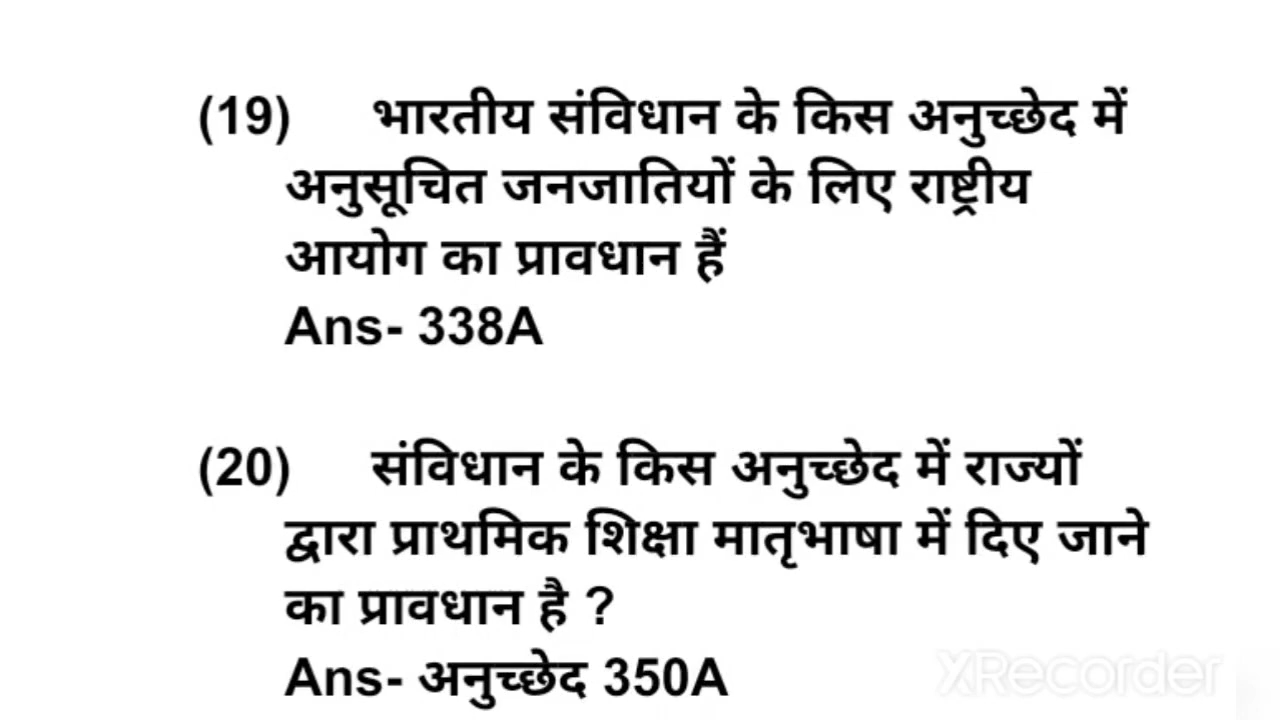 (19) भारतीय संविधान के किस अनुच्छेद में
अनुसूचित जनजातियों के लिए राष्ट्रीय
आयोग का प्रावधान हैं
Ans- 338A
(20) संविधान के किस अनुच्छेद में राज्यों
द्वारा प्राथमिक शिक्षा मातृभाषा में दिए जाने
का प्रावधान है ?
Ans- अनुच्छेद 350A
XRecorder